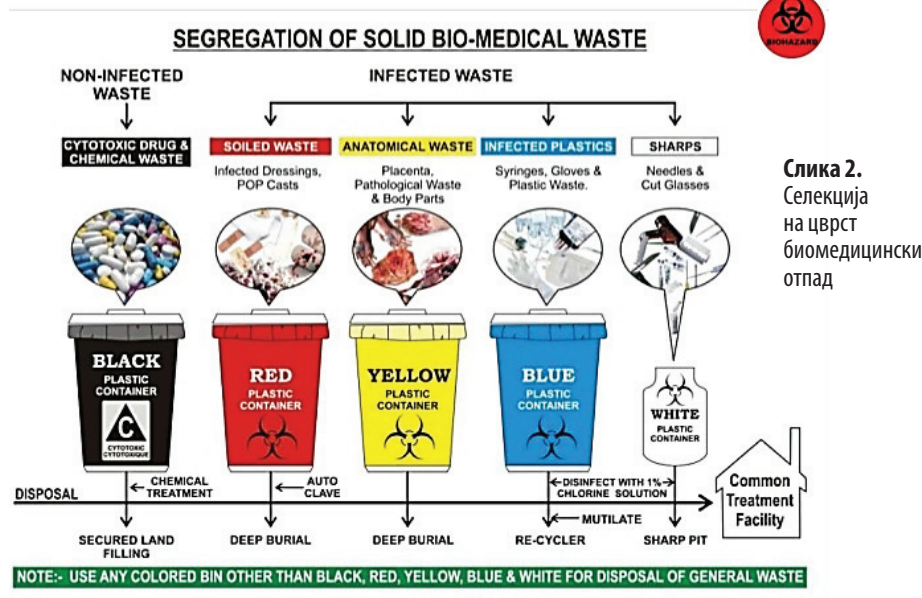 SEGREGATION OF SOLID BIO-MEDICAL WASTE
BIOHAZARD
NON-INFECTED
WASTE
INFECTED WASTE
CYTOTOXIC DRUG &
CHEMICAL WASTE
SOILED WASTE
Infected Dressings,
POP Casts
ANATOMICAL WASTE
Placenta,
Pathological Waste
& Body Parts
INFECTED PLASTICS
Syringes, Gloves &
Plastic Waste.
SHARPS
Needles &
Cut Glasses
Слика 2.
Селекција
на цврст
биомедицински
отпад
BLACK
PLASTIC
CONTAINER
C
CYTOTOXIC
CYTOTOXIQUE
RED
PLASTIC
CONTAINER
YELLOW
PLASTIC
CONTAINER
BLUE
PLASTIC
CONTAINER
WHITE
PLASTIC
CONTAINER
DISPOSAL
CHEMICAL
TREATMENT
AUTO
CLAVE
DISINFECT WITH 1%
CHLORINE SOLUTION
MUTILATE
Common
Treatment
Facility
SECURED LAND
FILLING
DEEP BURIAL
DEEP BURIAL
RE-CYCLER
SHARP PIT
NOTE:- USE ANY COLORED BIN OTHER THAN BLACK, RED, YELLOW, BLUE & WHITE FOR DISPOSAL OF GENERAL WASTE